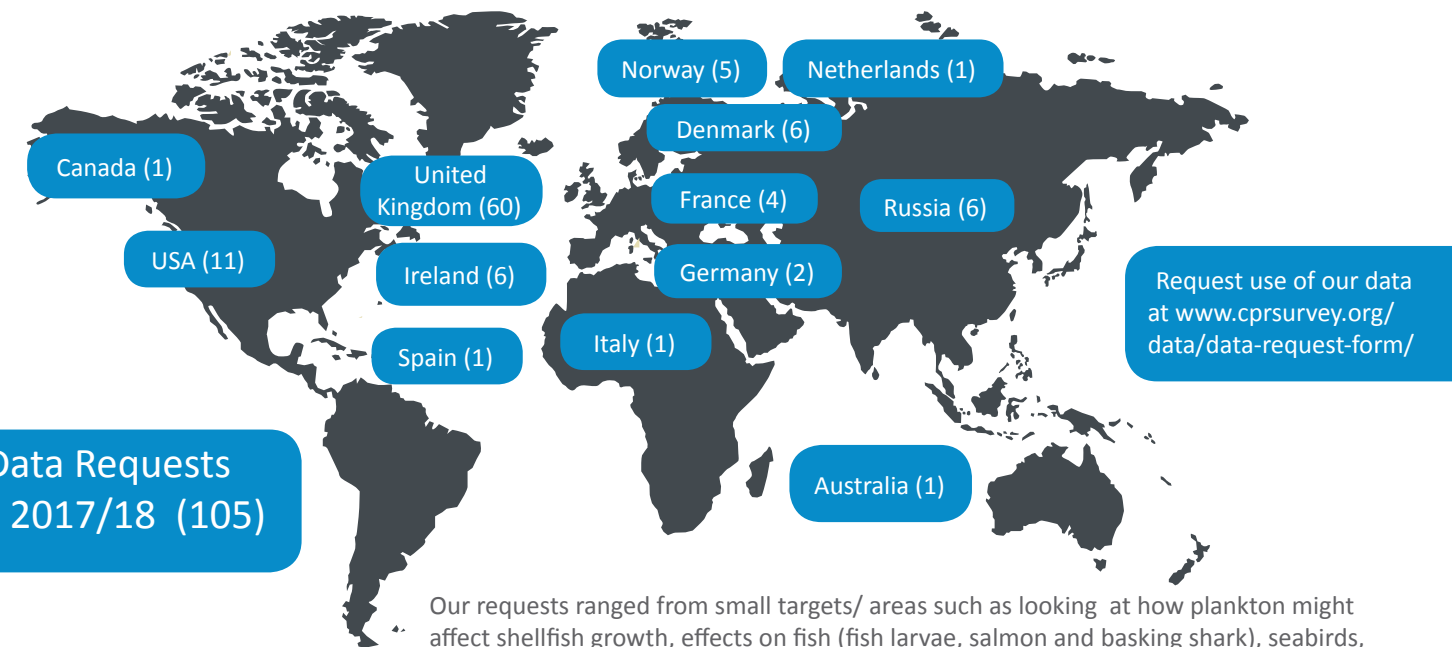 Norway (5)
Netherlands (1)
Denmark (6)
Canada (1)
United
Kingdom (60)
France (4)
Russia (6)
USA (11)
Ireland (6)
Germany (2)
Request use of our data
at www.cprsurvey.org/
data/data-request-form/
Italy (1)
Spain (1)
Data Requests
2017/18 (105)
Australia (1)
Our requests ranged from small targets/ areas such as looking at how plankton might
affect shellfish growth, effects on fish (fish larvae, salmon and basking shark), seabirds,